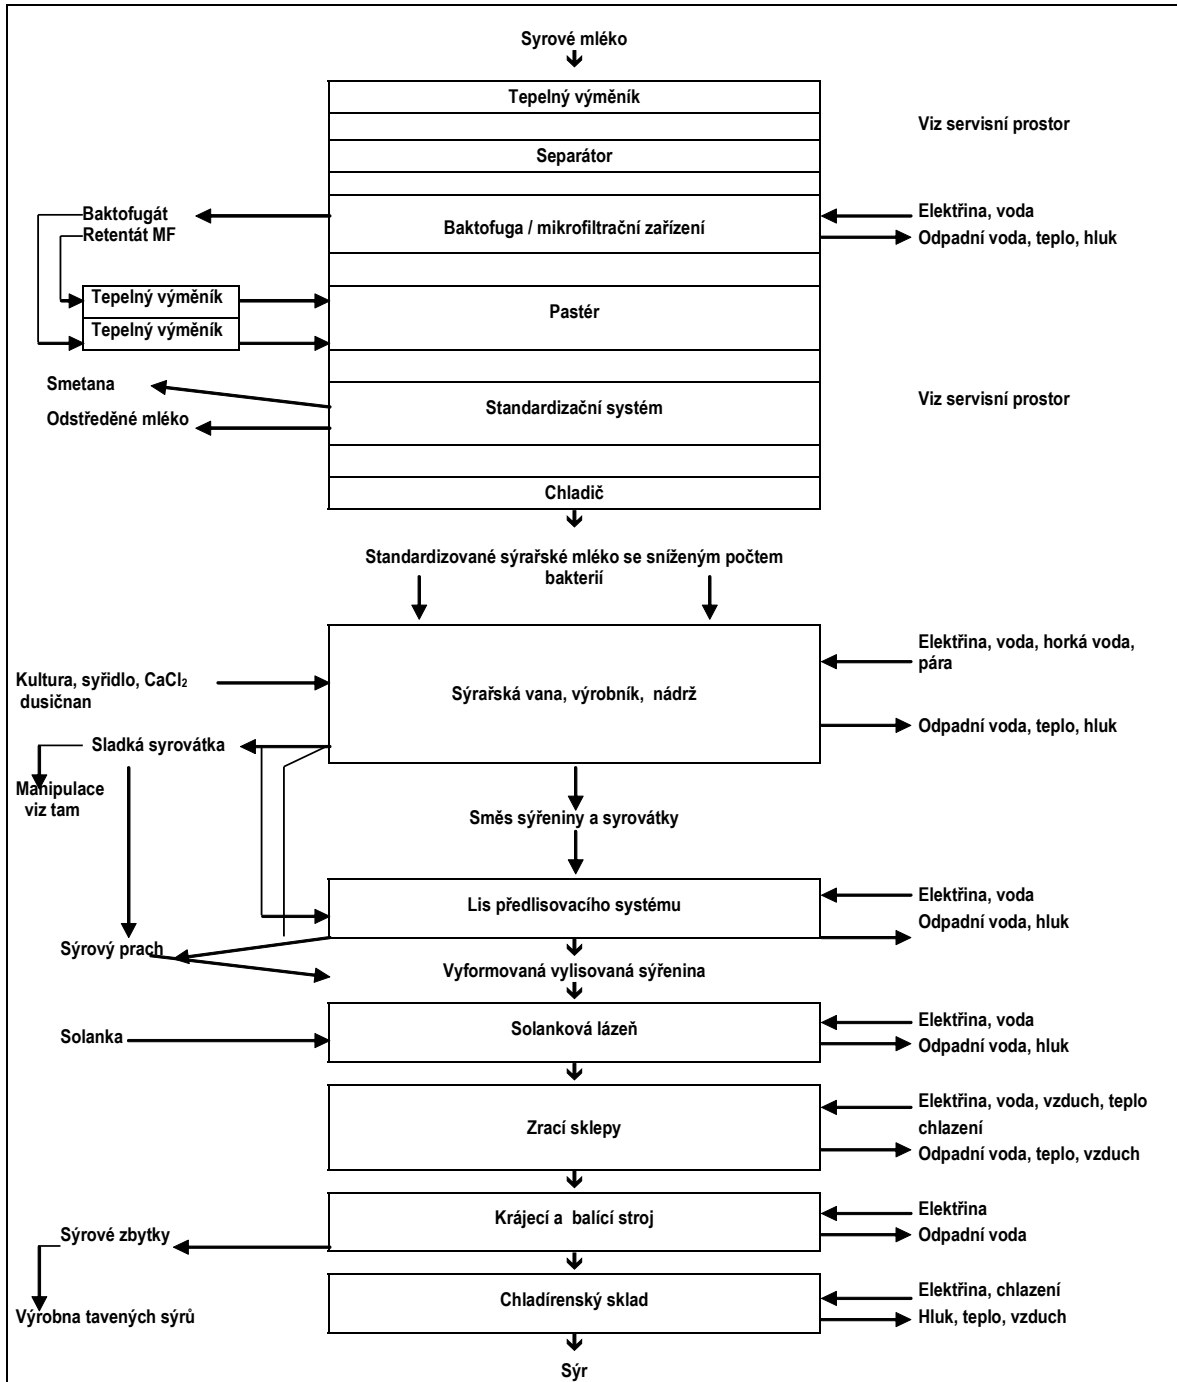 Syrové mléko
Tepelný výměník
Viz servisní prostor
Separátor
Baktofugát
Retentát MF
Baktofuga / mikrofiltrační zařízení
Elektřina, voda
Odpadní voda, teplo, hluk
Tepelný výměník
Tepelný výměník
Pastér
Smetana
Odstředěné mléko
Standardizační systém
Viz servisní prostor
Chladič
Standardizované sýrařské mléko se sníženým počtem
bakterií
Kultura, syřidlo, CaCl₂
dusičnan
Sýrařská vana, výrobník, nádrž
Elektřina, voda, horká voda,
pára
Odpadní voda, teplo, hluk
Sladká syrovátka
Manipulace
viz tam
Směs sýřeniny a syrovátky
Lis předlisovacího systému
Elektřina, voda
Odpadní voda, hluk
Sýrový prach
Vyformovaná vylisovaná sýřenina
Solanka
Solanková lázeň
Elektřina, voda
Odpadní voda, hluk
Zrací sklepy
Elektřina, voda, vzduch, teplo
chlazení
Odpadní voda, teplo, vzduch
Krájecí a balící stroj
Elektřina
Odpadní voda
Sýrové zbytky
Výrobna tavených sýrů
Chladírenský sklad
Elektřina, chlazení
Hluk, teplo, vzduch
Sýr